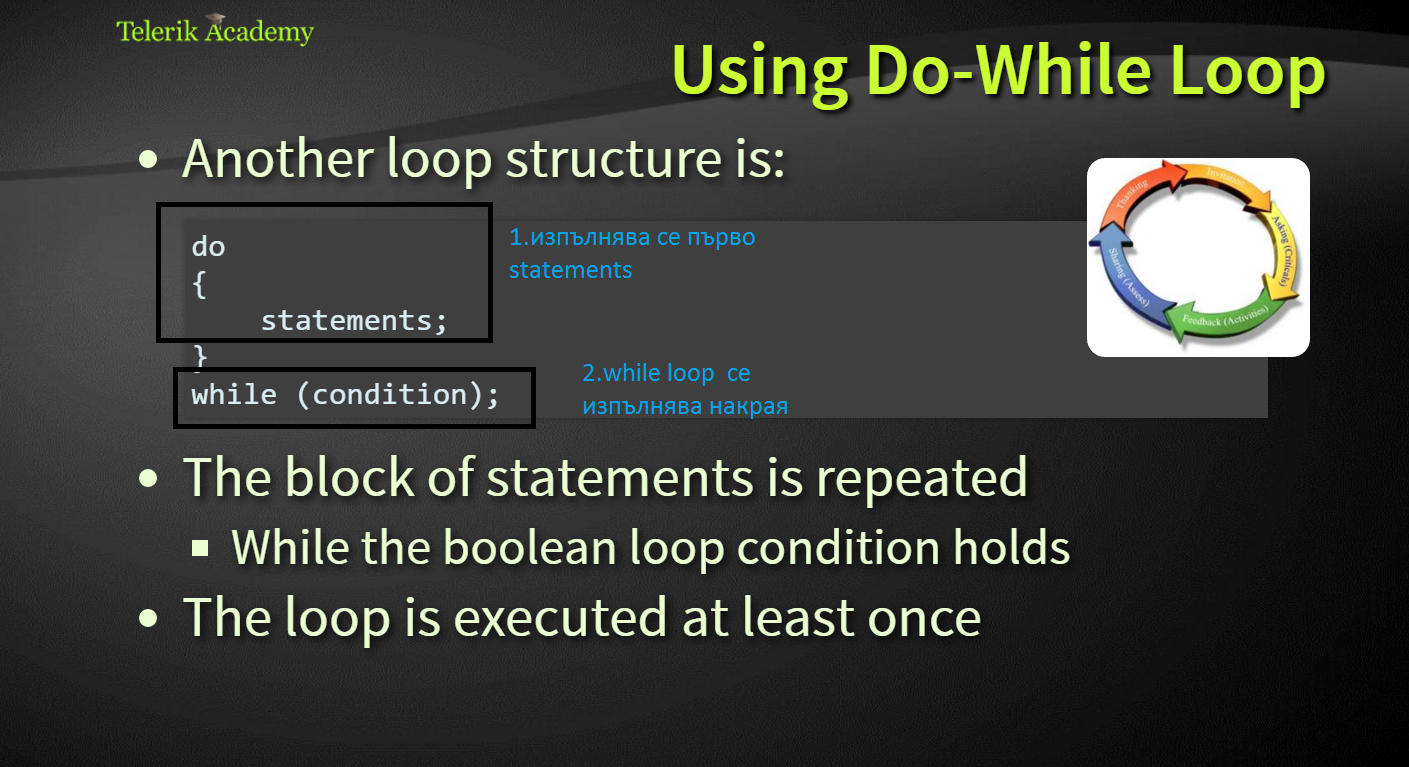 Telerik Academy
Using Do-While Loop
• Another loop structure is:
do
{
    statements;
}
while (condition);
1.изпълнява се първо
statements
2.while loop  се
изпълнява накрая
Thanking
Invitation
Asking (Criticals)
Feedback (Activities)
Sharing (Assess)
• The block of statements is repeated
▪ While the boolean loop condition holds
• The loop is executed at least once